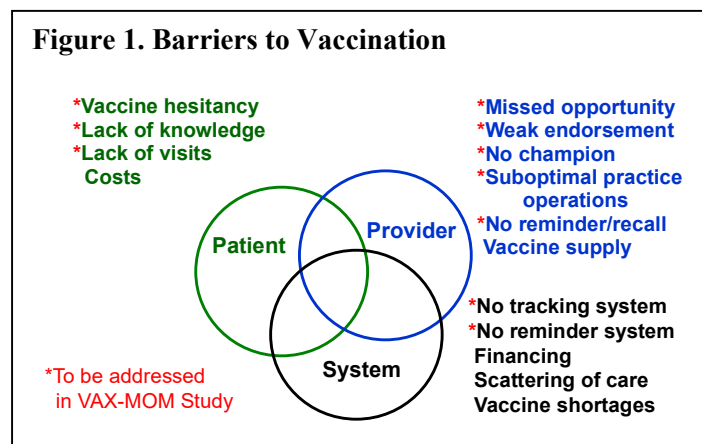 Figure 1. Barriers to Vaccination
*Vaccine hesitancy
*Lack of knowledge
*Lack of visits
Costs
*Missed opportunity
*Weak endorsement
*No champion
*Suboptimal practice
operations
*No reminder/recall
Vaccine supply
Patient
Provider
System
*No tracking system
*No reminder system
Financing
Scattering of care
Vaccine shortages
*To be addressed
in VAX-MOM Study